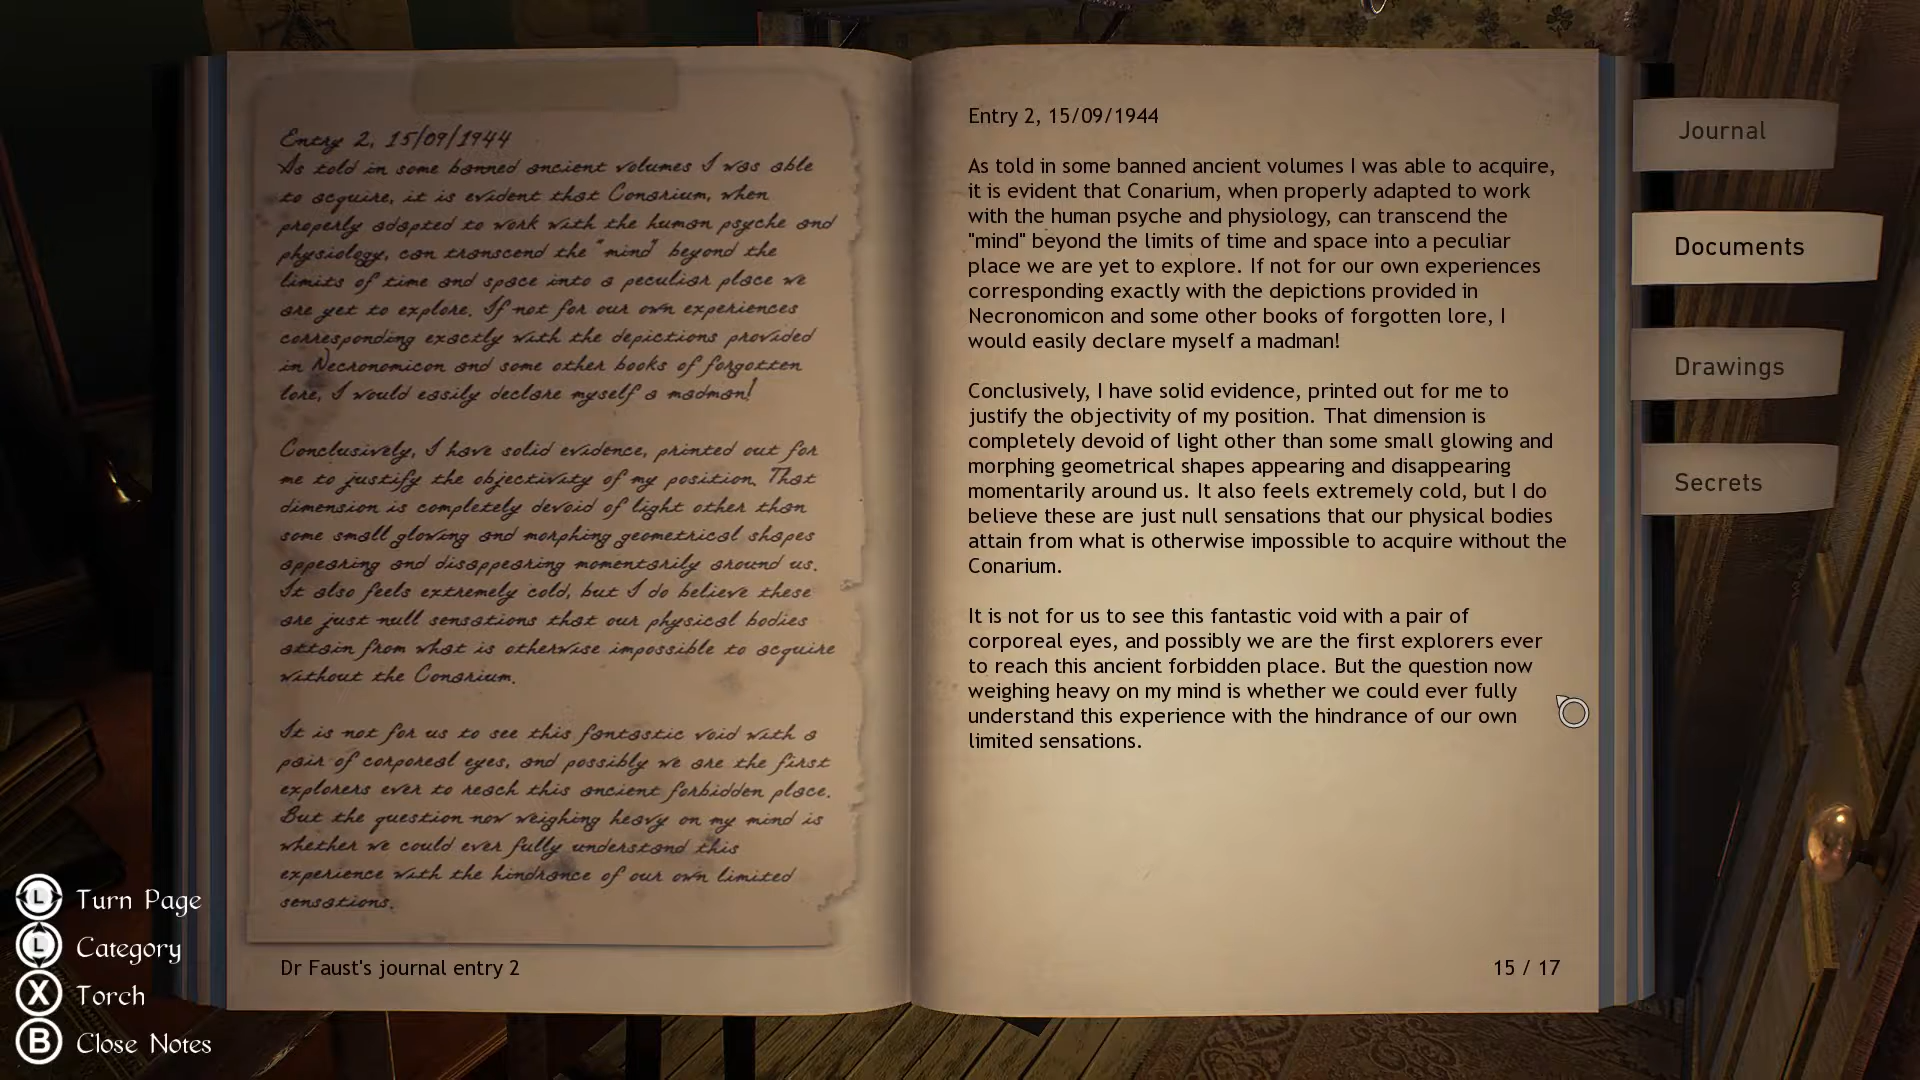 Entry 2, 15/09/1944
As told in some banned ancient volumes I was able
to acquire, it is evident that Conarium, when
properly adapted to work with the human psyche and
physiology, can transcend the "mind" beyond the
limits of time and space into a peculiar place we
are yet to explore. If not for our own experiences
corresponding exactly with the depictions provided
in Necronomicon and some other books of forgotten
lore, I would easily declare myself a madman!
Conclusively, I have solid evidence, printed out for
me to justify the objectivity of my position. That
dimension is completely devoid of light other than
some small glowing and morphing geometrical shapes
appearing and disappearing momentarily around us.
It also feels extremely cold, but I do believe these
are just null sensations that our physical bodies
attain from what is otherwise impossible to acquire
without the Conarium.
It is not for us to see this fantastic void with a
pair of corporeal eyes, and possibly we are the first
explorers ever to reach this ancient forbidden place.
But the question now weighing heavy on my mind is
whether we could ever fully understand this
experience with the hindrance of our own limited
sensations.
Dr Faust's journal entry 2
Entry 2, 15/09/1944
As told in some banned ancient volumes I was able to acquire,
it is evident that Conarium, when properly adapted to work
with the human psyche and physiology, can transcend the
"mind" beyond the limits of time and space into a peculiar
place we are yet to explore. If not for our own experiences
corresponding exactly with the depictions provided in
Necronomicon and some other books of forgotten lore, I
would easily declare myself a madman!
Conclusively, I have solid evidence, printed out for me to
justify the objectivity of my position. That dimension is
completely devoid of light other than some small glowing and
morphing geometrical shapes appearing and disappearing
momentarily around us. It also feels extremely cold, but I do
believe these are just null sensations that our physical bodies
attain from what is otherwise impossible to acquire without the
Conarium.
It is not for us to see this fantastic void with a pair of
corporeal eyes, and possibly we are the first explorers ever
to reach this ancient forbidden place. But the question now
weighing heavy on my mind is whether we could ever fully
understand this experience with the hindrance of our own
limited sensations.
15 / 17
Journal
Documents
Drawings
Secrets
L Turn Page
L Category
X Torch
B Close Notes